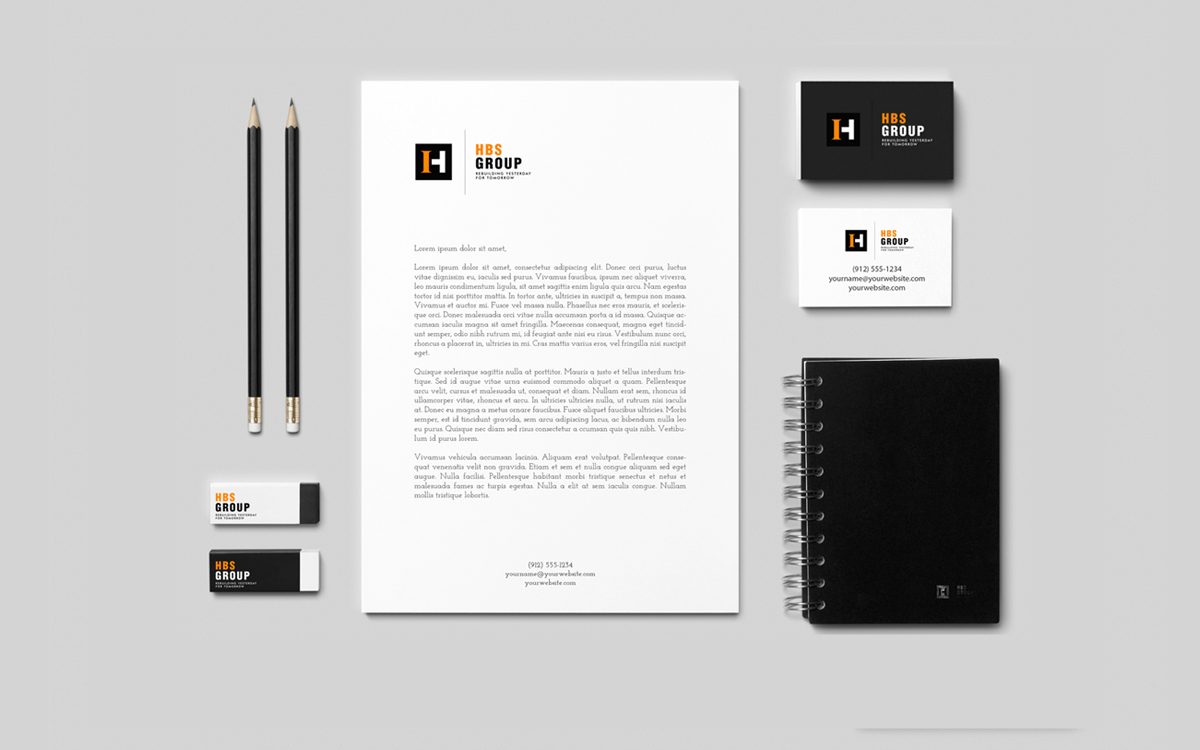 HBS
GROUP
REBUILDING YESTERDAY
FOR TOMORROW
Lorem ipsum dolor sit amet,
Lorem ipsum dolor sit amet, consectetur adipiscing elit. Donec orci purus, luctus
vitae dignissim eu, iaculis sed purus. Vivamus faucibus, ipsum nec aliquet viverra,
leo mauris condimentum ligula, sit amet sagittis enim ligula quis arcu. Nam egestas
tortor id nisi porttitor mattis. In tortor ante, ultricies in suscipit a, tempus non massa.
Vivamus et auctor mi. Fusce vel massa nulla. Phasellus nec eros mauris, et sceleris-
que orci. Donec malesuada orci vitae nulla accumsan porta a id massa. Quisque ac-
cumsan iaculis magna sit amet fringilla. Maecenas consequat, magna eget tincid-
unt semper, odio nibh rutrum mi, id feugiat ante nisi eu risus. Vestibulum nunc orci,
rhoncus a placerat in, ultricies in mi. Cras mattis varius eros, vel fringilla nisi suscipit
eget.
Quisque scelerisque sagittis nulla at porttitor. Mauris a justo et tellus interdum tris-
tique. Sed id augue vitae urna euismod commodo aliquet a quam. Pellentesque
arcu velit, cursus et malesuada ut, consequat et diam. Nullam erat sem, rhoncus id
ullamcorper vitae, rhoncus et arcu. In ultricies ultricies nulla, ut rutrum nisi iaculis
at. Donec eu magna a metus ornare faucibus. Fusce aliquet faucibus ultricies. Morbi
semper, est id tincidunt gravida, sem arcu adipiscing lacus, ac bibendum nulla leo
eu purus. Quisque nec diam sed risus consectetur a ccumsan quis quis nibh. Vestibu-
lum id purus lorem.
Vivamus vehicula accumsan lacinia. Aliquam erat volutpat. Pellentesque conse-
quat venenatis velit non gravida. Etiam et sem et nulla congue aliquam sed eget
augue. Nulla facilisi. Pellentesque habitant morbi tristique senectus et netus et
malesuada fames ac turpis egestas. Nulla a elit at sem iaculis congue. Nullam
mollis tristique lobortis.
(912) 555-1234
yourname@yourwebsite.com
yourwebsite.com
HBS
GROUP
REBUILDING YESTERDAY
FOR TOMORROW
HBS
GROUP
REBUILDING YESTERDAY
FOR TOMORROW
(912) 555-1234
yourname@yourwebsite.com
yourwebsite.com
HBS
GROUP
REBUILDING YESTERDAY
FOR TOMORROW
HBS
GROUP
REBUILDING YESTERDAY
FOR TOMORROW